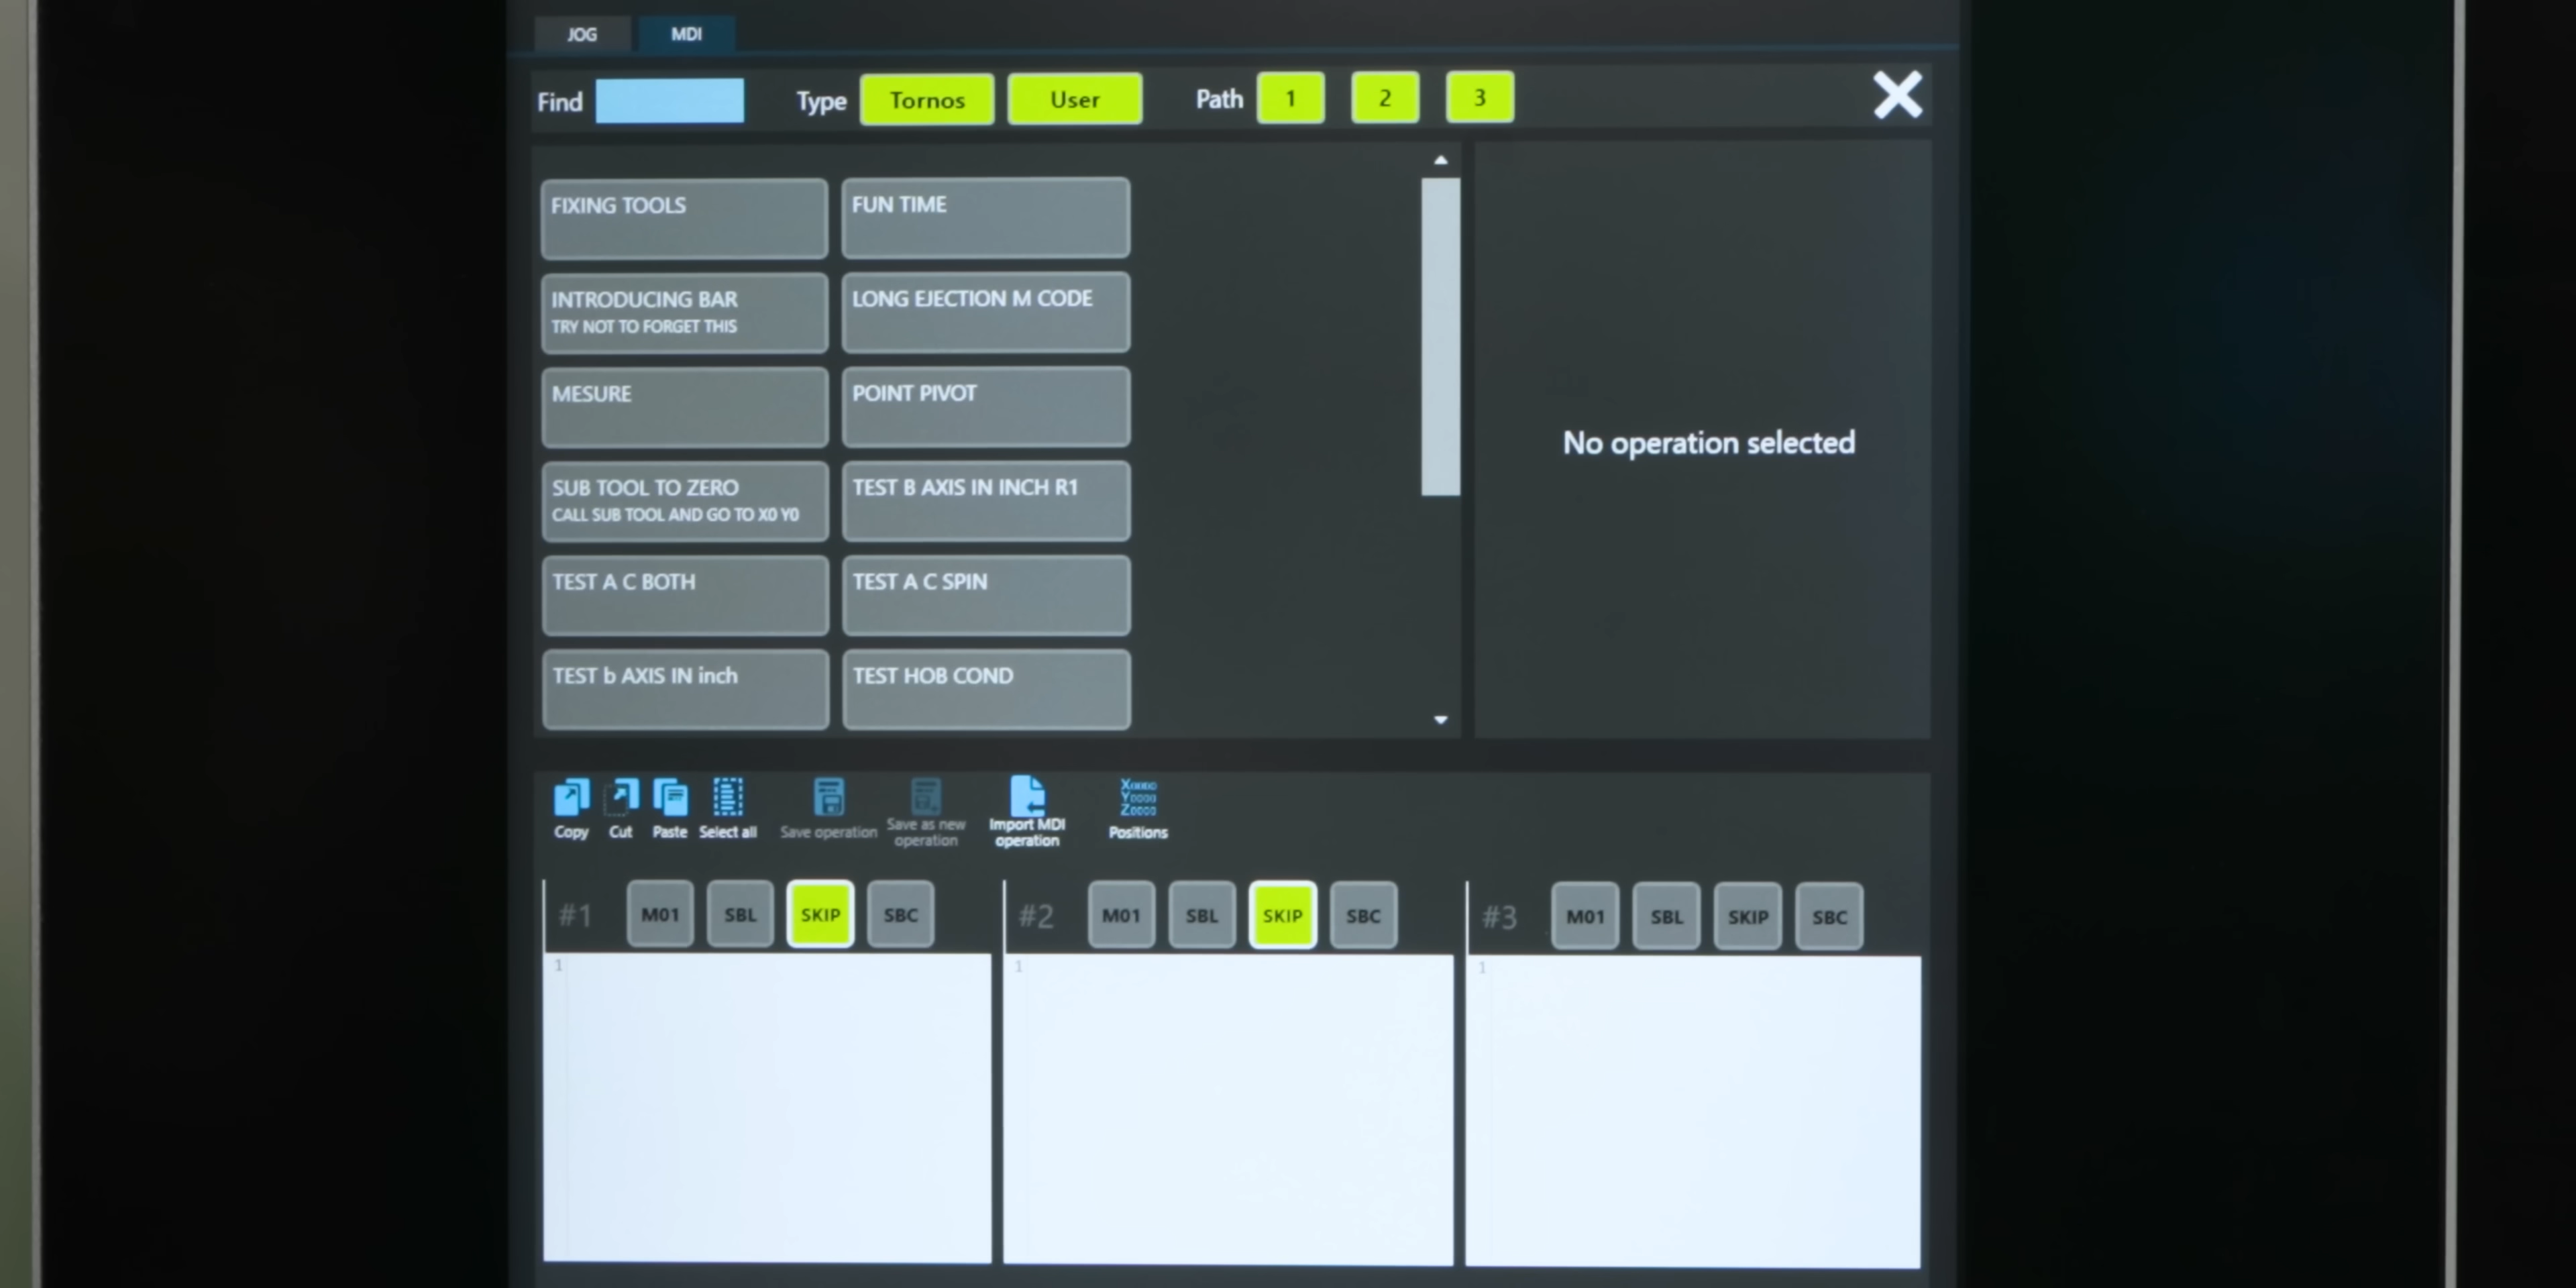 JOG MDI
Find Type Tornos User Path 1 2 3
FIXING TOOLS
FUN TIME
INTRODUCING BAR
TRY NOT TO FORGET THIS
LONG EJECTION M CODE
MESURE
POINT PIVOT
SUB TOOL TO ZERO
CALL SUB TOOL AND GO TO X0 Y0
TEST B AXIS IN INCH R1
TEST A C BOTH
TEST A C SPIN
TEST b AXIS IN inch
TEST HOB COND
No operation selected
Copy
Cut
Paste
Select all
Save operation
Save as new
operation
Import MDI
operation
Positions
#1 M01 SBL SKIP SBC
#2 M01 SBL SKIP SBC
#3 M01 SBL SKIP SBC
1
1
1